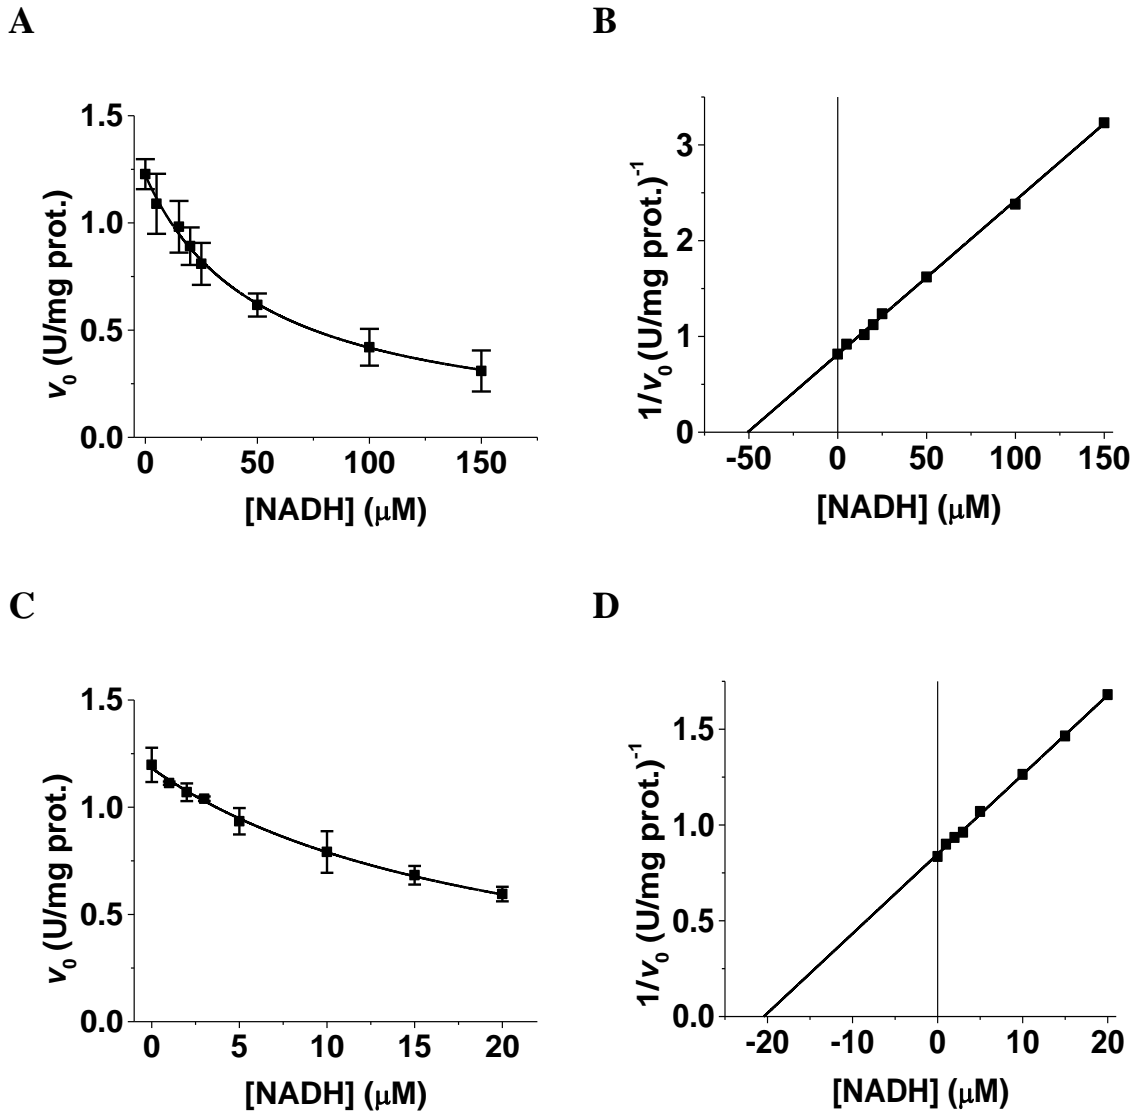 A
1.5
1.0
0.5
0.0
v₀ (U/mg prot.)
0 50 100 150
[NADH] (μM)
B
3
2
1
0
1/v₀ (U/mg prot.)⁻¹
-50 0 50 100 150
[NADH] (μM)
C
1.5
1.0
0.5
0.0
v₀ (U/mg prot.)
0 5 10 15 20
[NADH] (μM)
D
1.5
1.0
0.5
0.0
1/v₀ (U/mg prot.)⁻¹
-20 -10 0 10 20
[NADH] (μM)